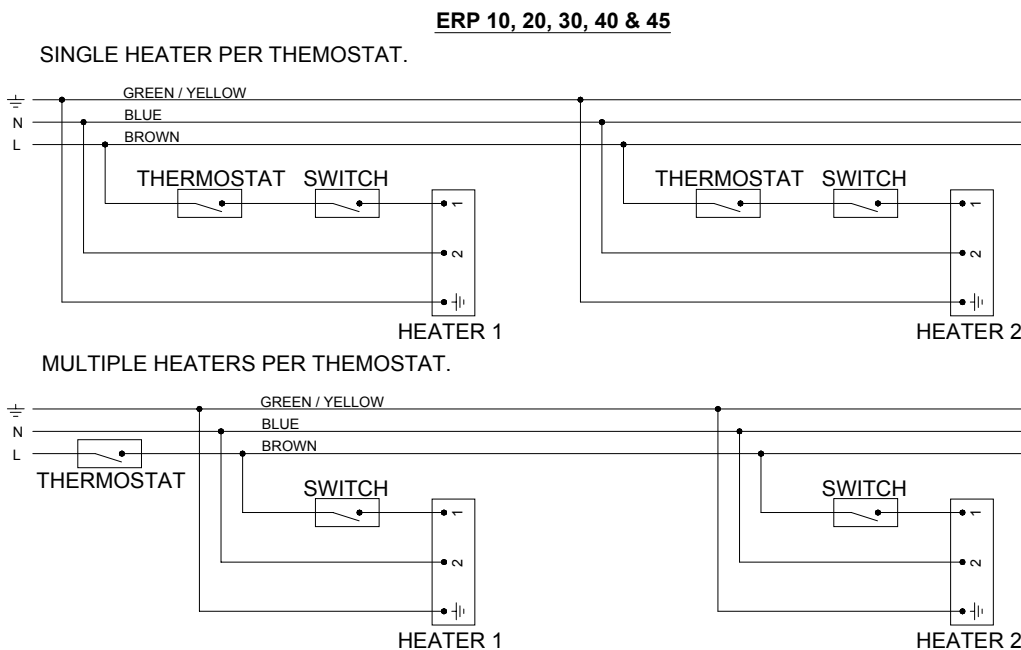 ERP 10, 20, 30, 40 & 45
SINGLE HEATER PER THEMOSTAT.
GREEN / YELLOW
N BLUE
L BROWN
THERMOSTAT SWITCH THERMOSTAT SWITCH
1 1
2 2
HEATER 1 HEATER 2
MULTIPLE HEATERS PER THEMOSTAT.
GREEN / YELLOW
N BLUE
L BROWN
THERMOSTAT
SWITCH SWITCH
1 1
2 2
HEATER 1 HEATER 2